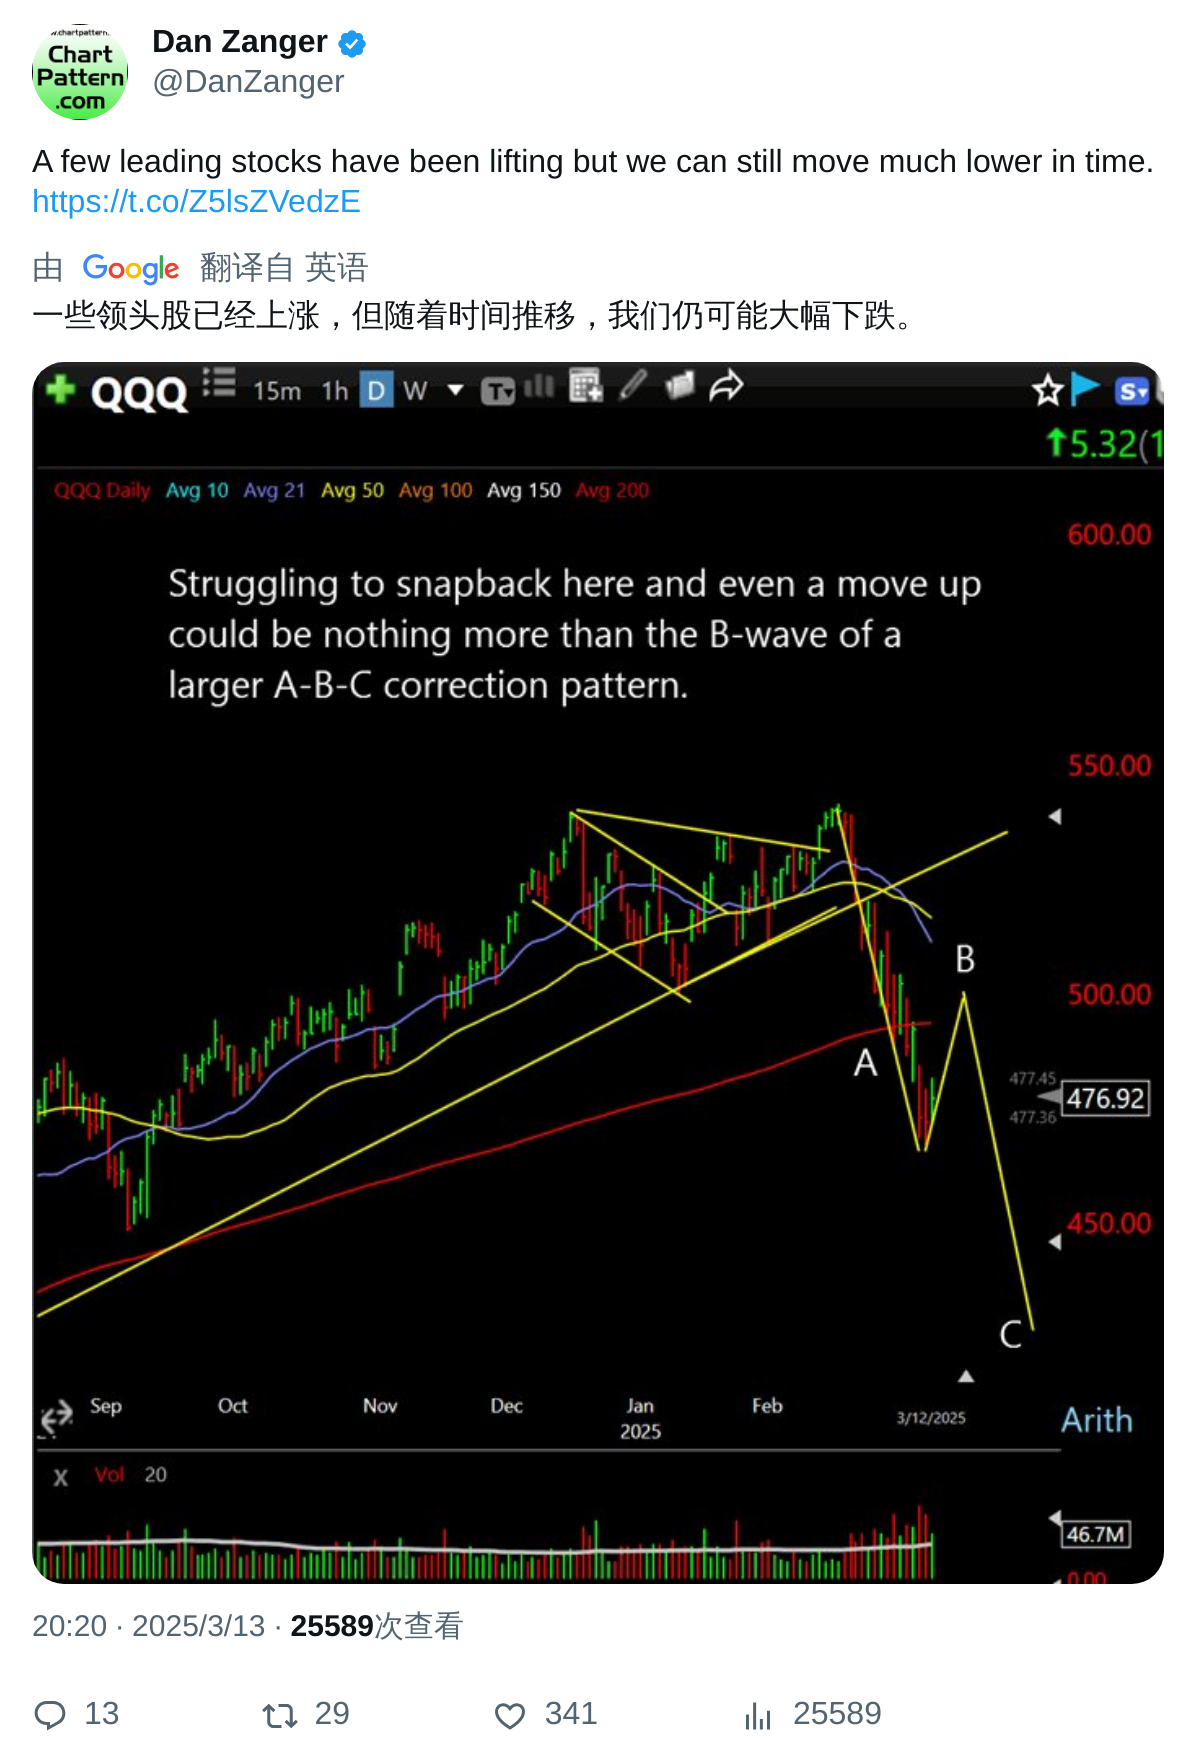 w.chartpattern.
Chart
Pattern
.com
Dan Zanger
@DanZanger
A few leading stocks have been lifting but we can still move much lower in time.
https://t.co/Z5lsZVedzE
由 Google 翻译自 英语
一些领头股已经上涨，但随着时间推移，我们仍可能大幅下跌。
QQQ 15m 1h D W T S
5.32(1
QQQ Daily Avg 10 Avg 21 Avg 50 Avg 100 Avg 150 Avg 200
600.00
Struggling to snapback here and even a move up
could be nothing more than the B-wave of a
larger A-B-C correction pattern.
550.00
B
500.00
A
477.45
476.92
477.36
450.00
C
Sep Oct Nov Dec Jan Feb
2025
3/12/2025
Arith
X Vol 20
46.7M
0.00
20:20 · 2025/3/13 · 25589次查看
13 29 341 25589